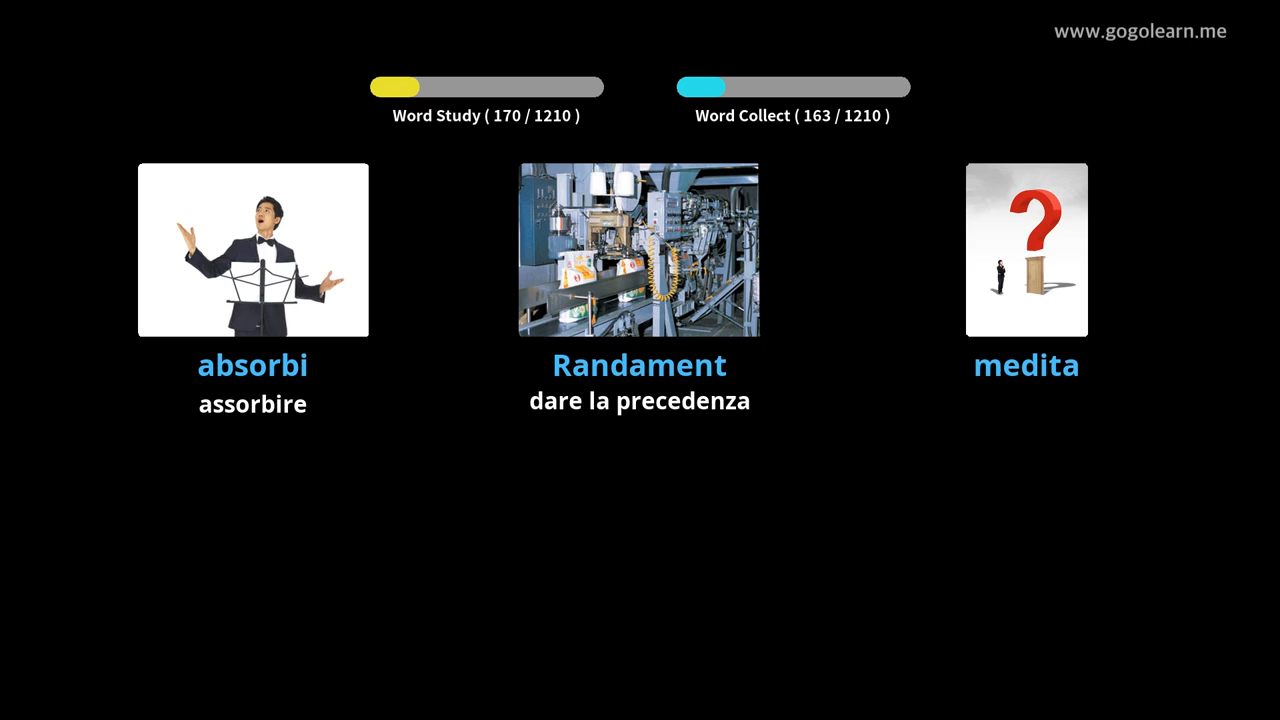 www.gogolearn.me
Word Study ( 170 / 1210 )
Word Collect ( 163 / 1210 )
absorbi
assorbire
Randament
dare la precedenza
medita